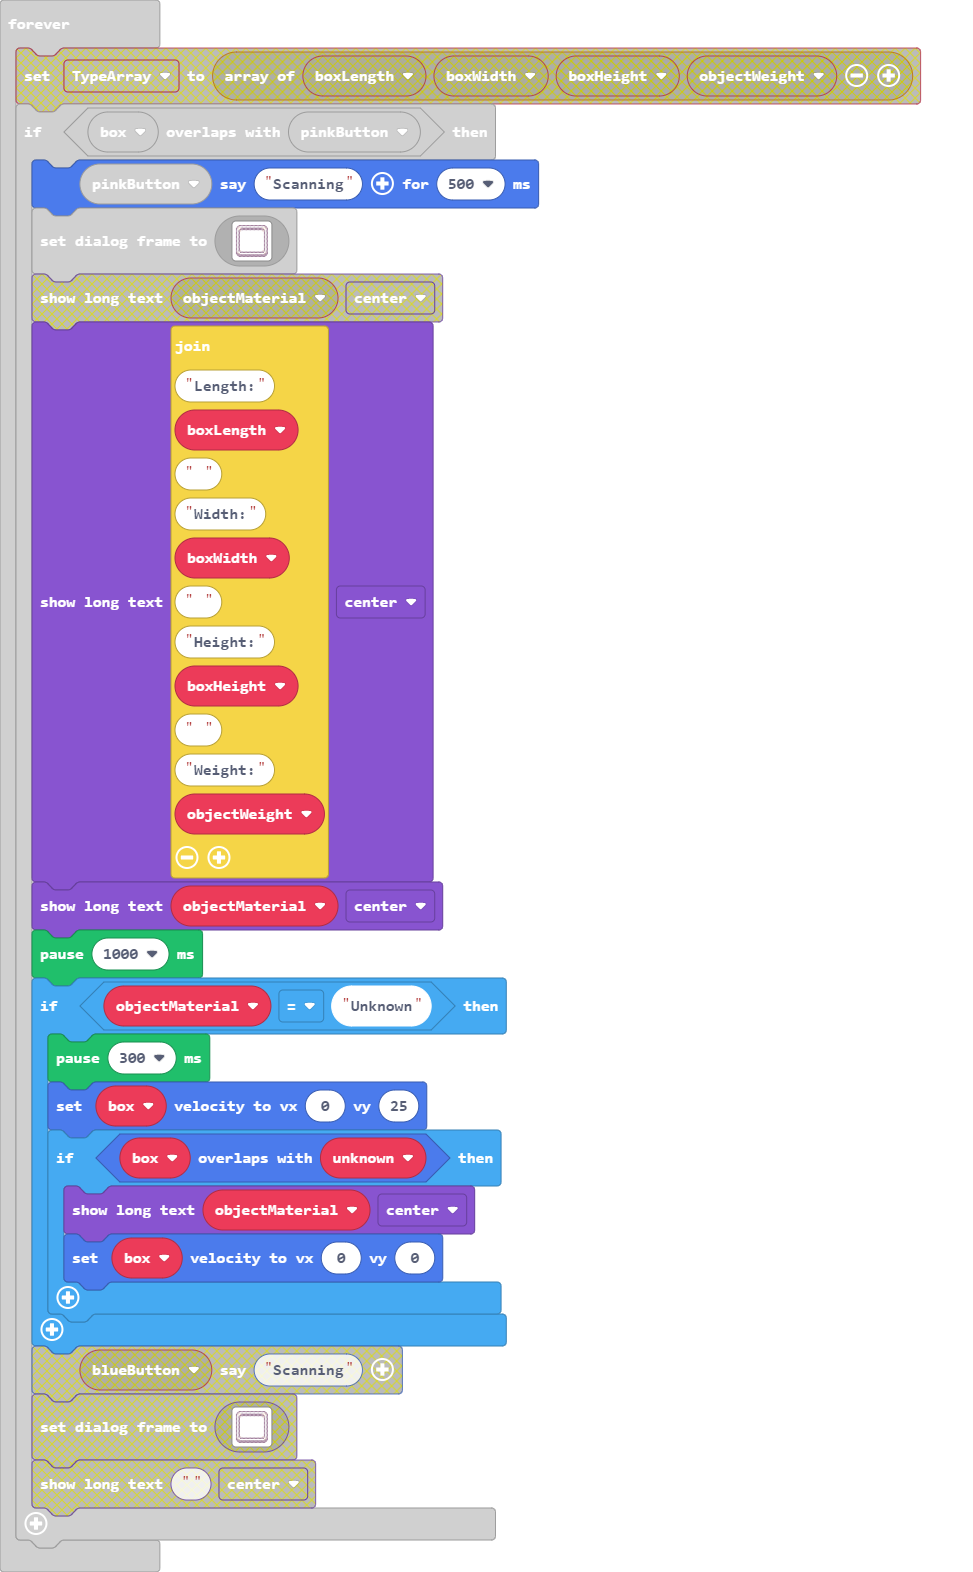 forever
set TypeArray to array of boxLength boxWidth boxHeight objectWeight
if box overlaps with pinkButton then
pinkButton say "Scanning" for 500 ms
set dialog frame to
show long text objectMaterial center
join
"Length:"
boxLength
" "
"Width:"
boxWidth
" "
show long text center
"Height:"
boxHeight
" "
"Weight:"
objectWeight
show long text objectMaterial center
pause 1000 ms
if objectMaterial = "Unknown" then
pause 300 ms
set box velocity to vx 0 vy 25
if box overlaps with unknown then
show long text objectMaterial center
set box velocity to vx 0 vy 0
blueButton say "Scanning"
set dialog frame to
show long text "" center